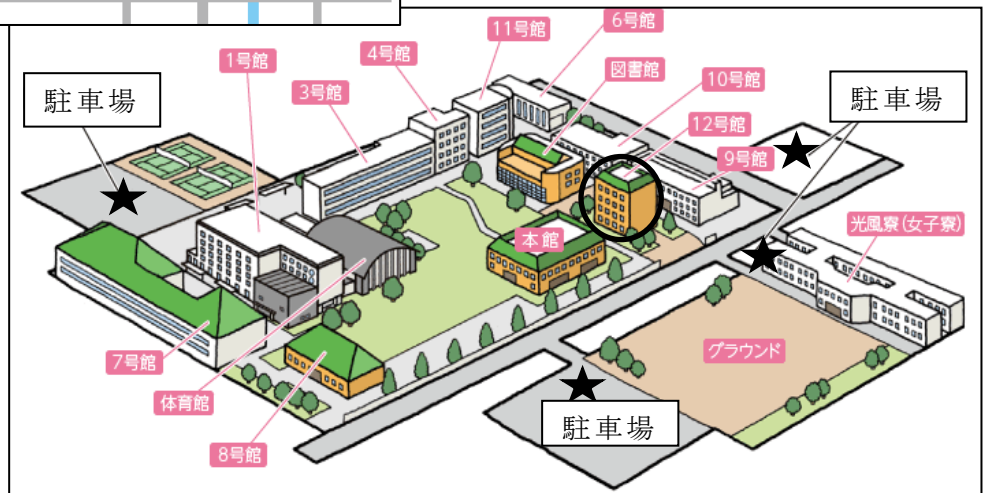 6号館
11号館
4号館
1号館
図書館
10号館
3号館
駐車場
駐車場
12号館
9号館
光風寮(女子寮)
本館
グラウンド
7号館
体育館
駐車場
8号館